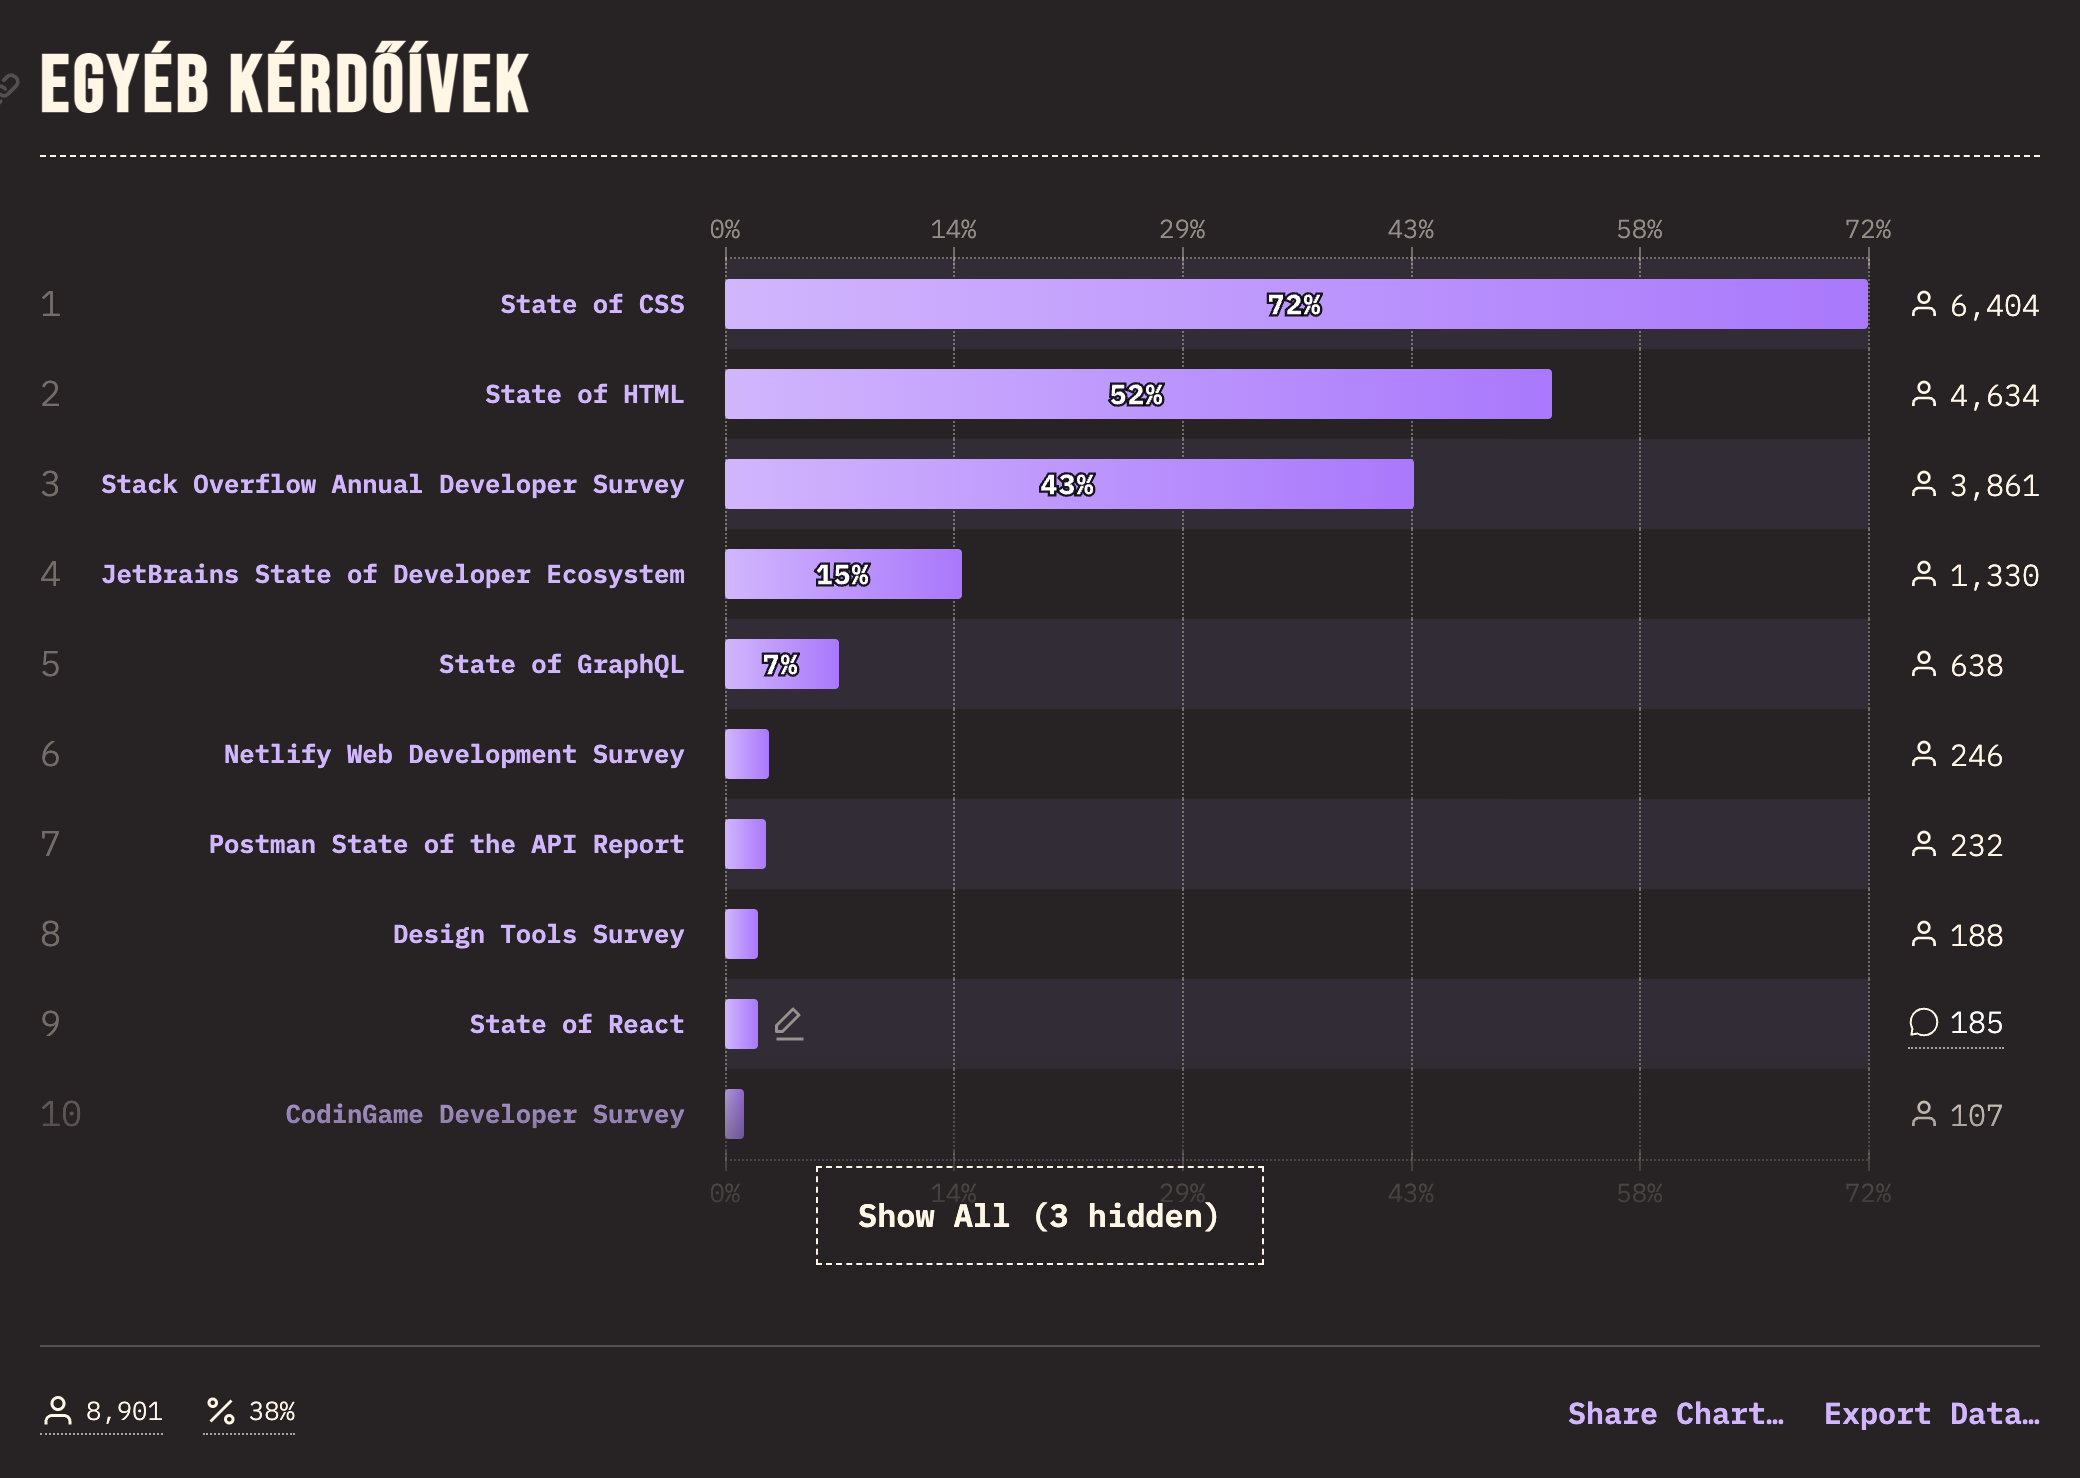 EGYÉB KÉRDŐÍVEK
0% 14% 29% 43% 58% 72%
1 State of CSS 72% 6,404
2 State of HTML 52% 4,634
3 Stack Overflow Annual Developer Survey 43% 3,861
4 JetBrains State of Developer Ecosystem 15% 1,330
5 State of GraphQL 7% 638
6 Netlify Web Development Survey 246
7 Postman State of the API Report 232
8 Design Tools Survey 188
9 State of React 185
10 CodinGame Developer Survey 107
0% 14% 29% 43% 58% 72%
Show All (3 hidden)
8,901 38% Share Chart… Export Data…